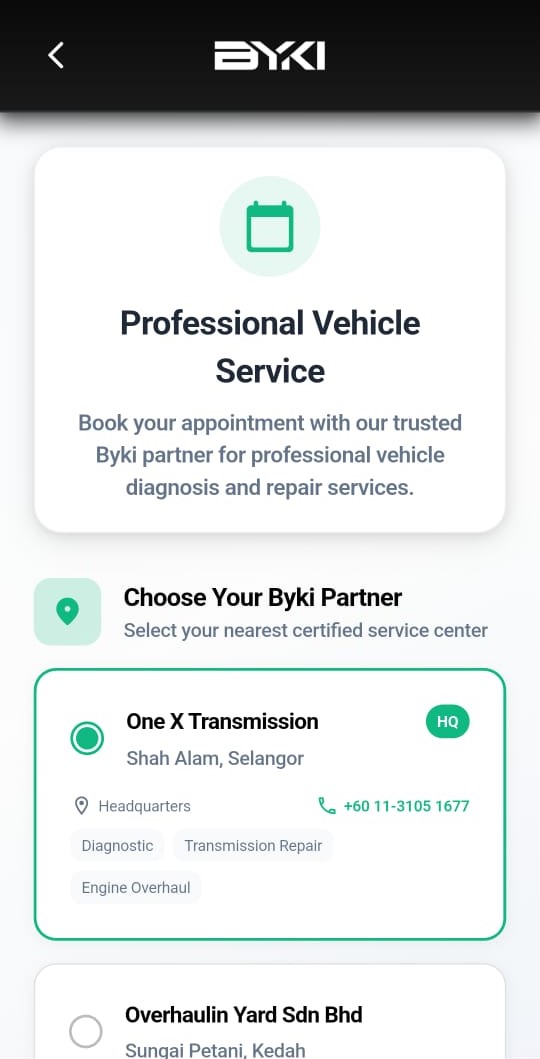 BYKI
Professional Vehicle
Service
Book your appointment with our trusted
Byki partner for professional vehicle
diagnosis and repair services.
Choose Your Byki Partner
Select your nearest certified service center
One X Transmission
HQ
Shah Alam, Selangor
Headquarters
+60 11-3105 1677
Diagnostic
Transmission Repair
Engine Overhaul
Overhaulin Yard Sdn Bhd
Sungai Petani, Kedah